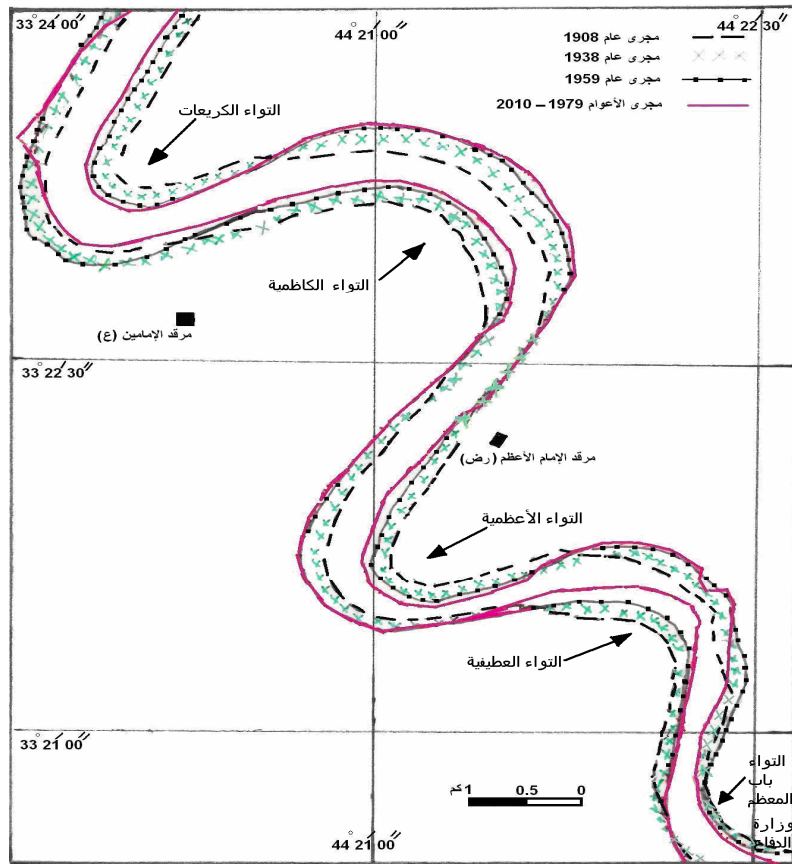 33° 24 00"
44° 21 00"
44° 22 30"
مجرى عام 1908
مجرى عام 1938
مجرى عام 1959
مجرى الأعوام 1979 – 2010
التواء الكريعات
التواء الكاظمية
مرقد الإمامين (ع)
33° 22 30"
مرقد الإمام الأعظم (رض)
التواء الأعظمية
التواء العطيفية
33° 21 00"
التواء
باب
المعظم
وزارة
الدفاع
كم 1 0.5 0
44° 21 00"